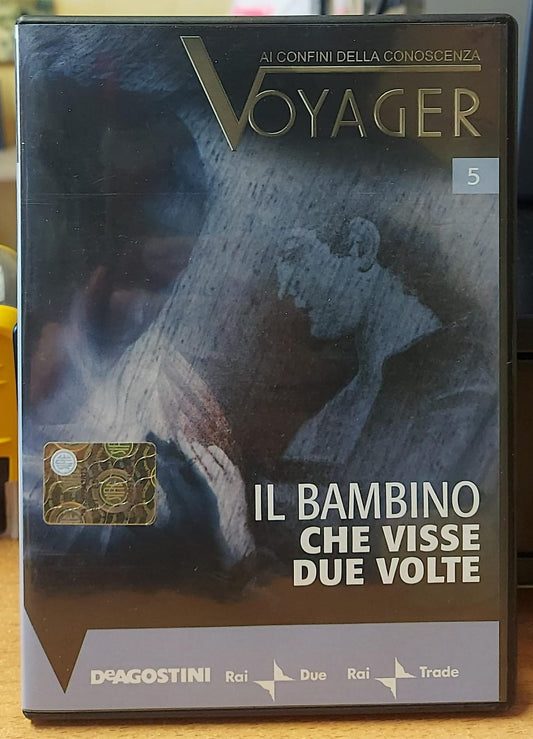 AI CONFINI DELLA CONOSCENZA
VOYAGER
5
IL BAMBINO
CHE VISSE
DUE VOLTE
DEAGOSTINI Rai Due Rai Trade